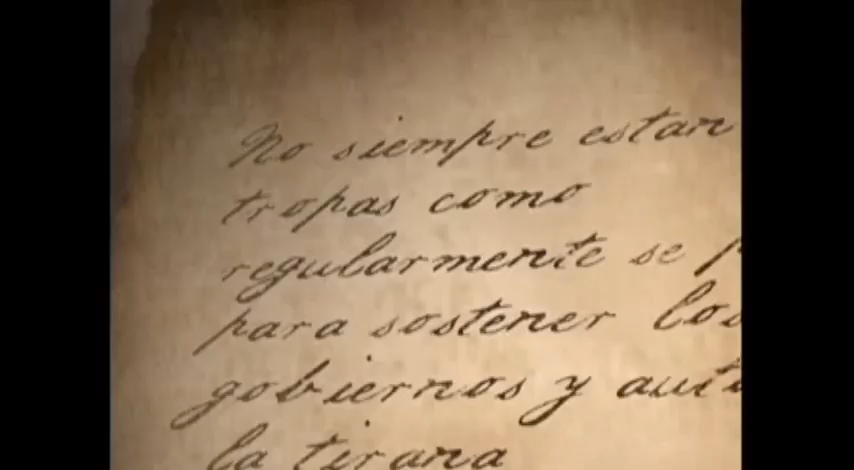 No siempre estan
tropas como
regularmente se
para sostener los
gobiernos y
la tirana